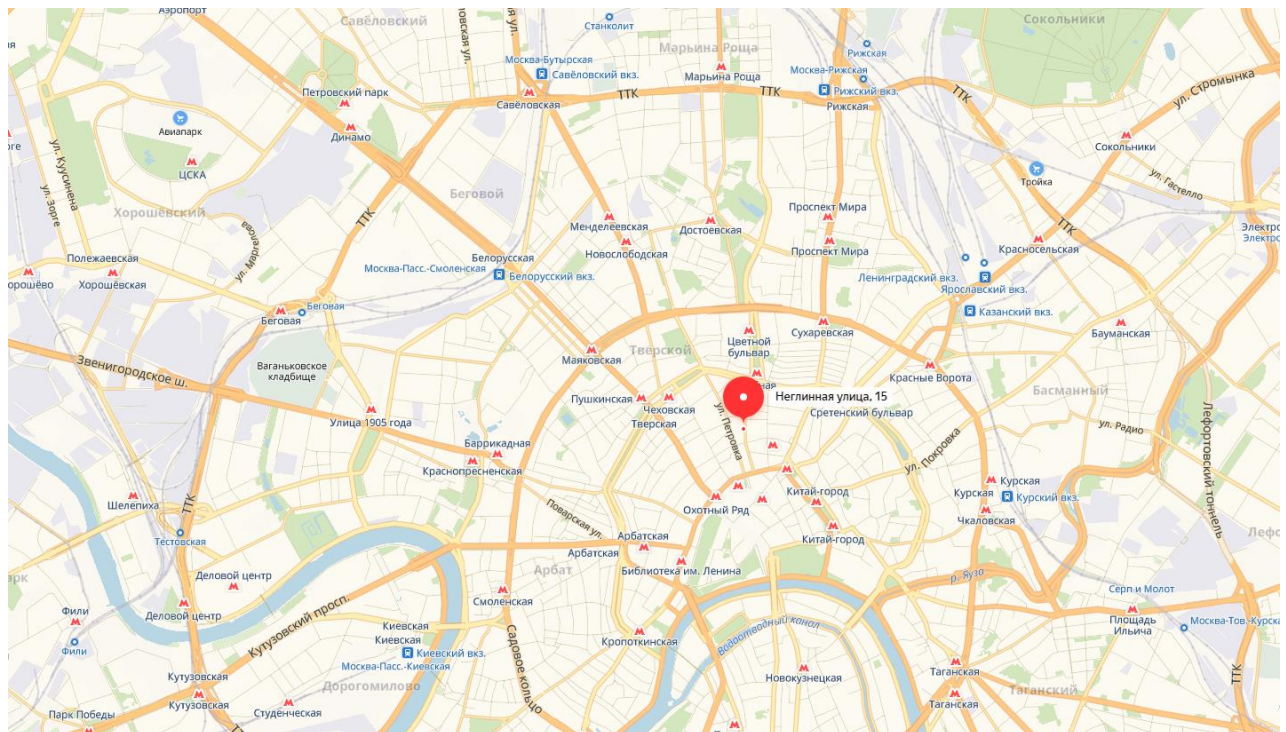 Аэропорт
Савёловский
Станколит
Марьина Роща
Сокольники
Рижская
Москва-Бутырская
Савёловский вкз.
Марьина Роща
Москва-Рижская
Рижский вкз.
Рижская
Петровский парк
Савёловская
ТТК
ТТК
ТТК
ул. Стромынка
Авиапарк
Динамо
Сокольники
ул. Куусинена
ул. Зорге
ЦСКА
Тройка
ул. Гастелло
Беговой
Хорошёвский
ТТК
ТТК
Проспект Мира
Менделеевская
Достоевская
ул. Маргелова
Новослободская
Проспект Мира
Красносельская
Полежаевская
Белорусская
Москва-Пасс.-Смоленская
Белорусский вкз.
Ленинградский вкз.
Ярославский вкз.
Хорошёвская
Казанский вкз.
Беговая
Беговая
Сухаревская
Бауманская
Цветной
бульвар
Тверской
Маяковская
Звенигородское ш.
Ваганьковское
кладбище
Красные Ворота
Басманный
Неглинная улица, 15
Пушкинская
Чеховская
Тверская
ул. Петровка
Сретенский бульвар
Улица 1905 года
ул. Радио
Лефортовский тоннель
Баррикадная
Краснопресненская
ул. Покровка
Китай-город
Курская
Курская
Курский вкз.
Шелепиха
ТТК
Поварская ул.
Охотный Ряд
Чкаловская
Тестовская
Арбатская
Арбатская
Китай-город
Арбат
Библиотека им. Ленина
р. Яуза
Деловой центр
Деловой центр
Серп и Молот
Смоленская
Фили
Фили
Кутузовский просп.
Киевская
Киевская
Киевский вкз.
Москва-Пасс.-Киевская
Садовое кольцо
Кропоткинская
Водоотводный канал
Площадь
Ильича
Новокузнецкая
Таганская
Таганская
Таганский
ТТК
Кутузовская
Кутузовская
Дорогомилово
Студенческая
Парк Победы